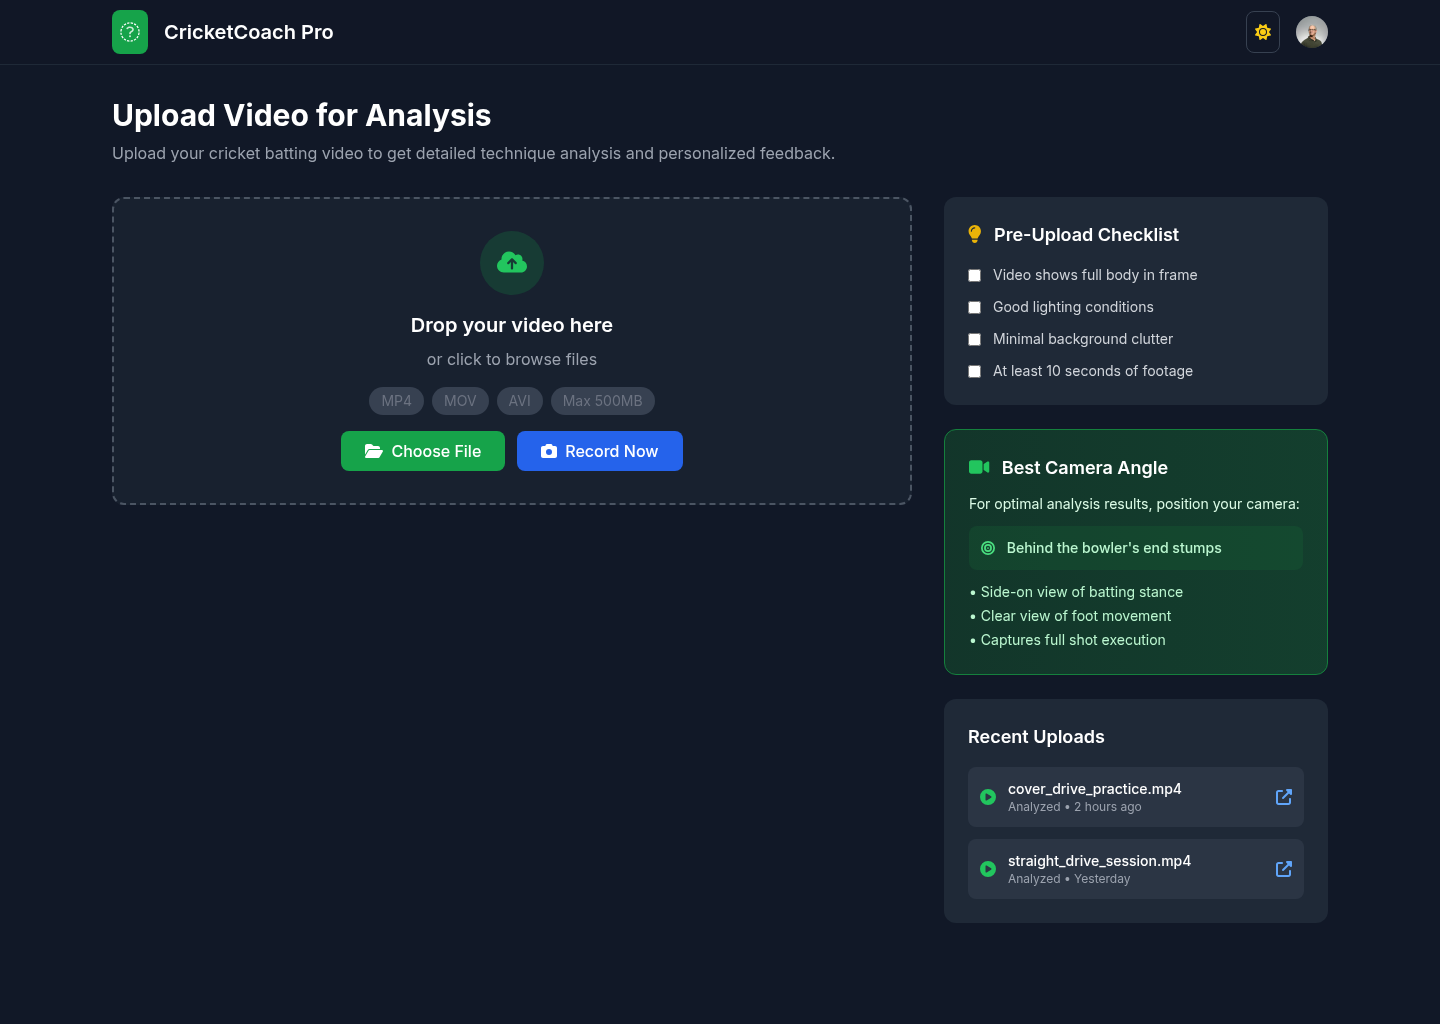 CricketCoach Pro
Upload Video for Analysis
Upload your cricket batting video to get detailed technique analysis and personalized feedback.
Drop your video here
or click to browse files
MP4 MOV AVI Max 500MB
Choose File Record Now
Pre-Upload Checklist
Video shows full body in frame
Good lighting conditions
Minimal background clutter
At least 10 seconds of footage
Best Camera Angle
For optimal analysis results, position your camera:
Behind the bowler's end stumps
• Side-on view of batting stance
• Clear view of foot movement
• Captures full shot execution
Recent Uploads
cover_drive_practice.mp4
Analyzed • 2 hours ago
straight_drive_session.mp4
Analyzed • Yesterday